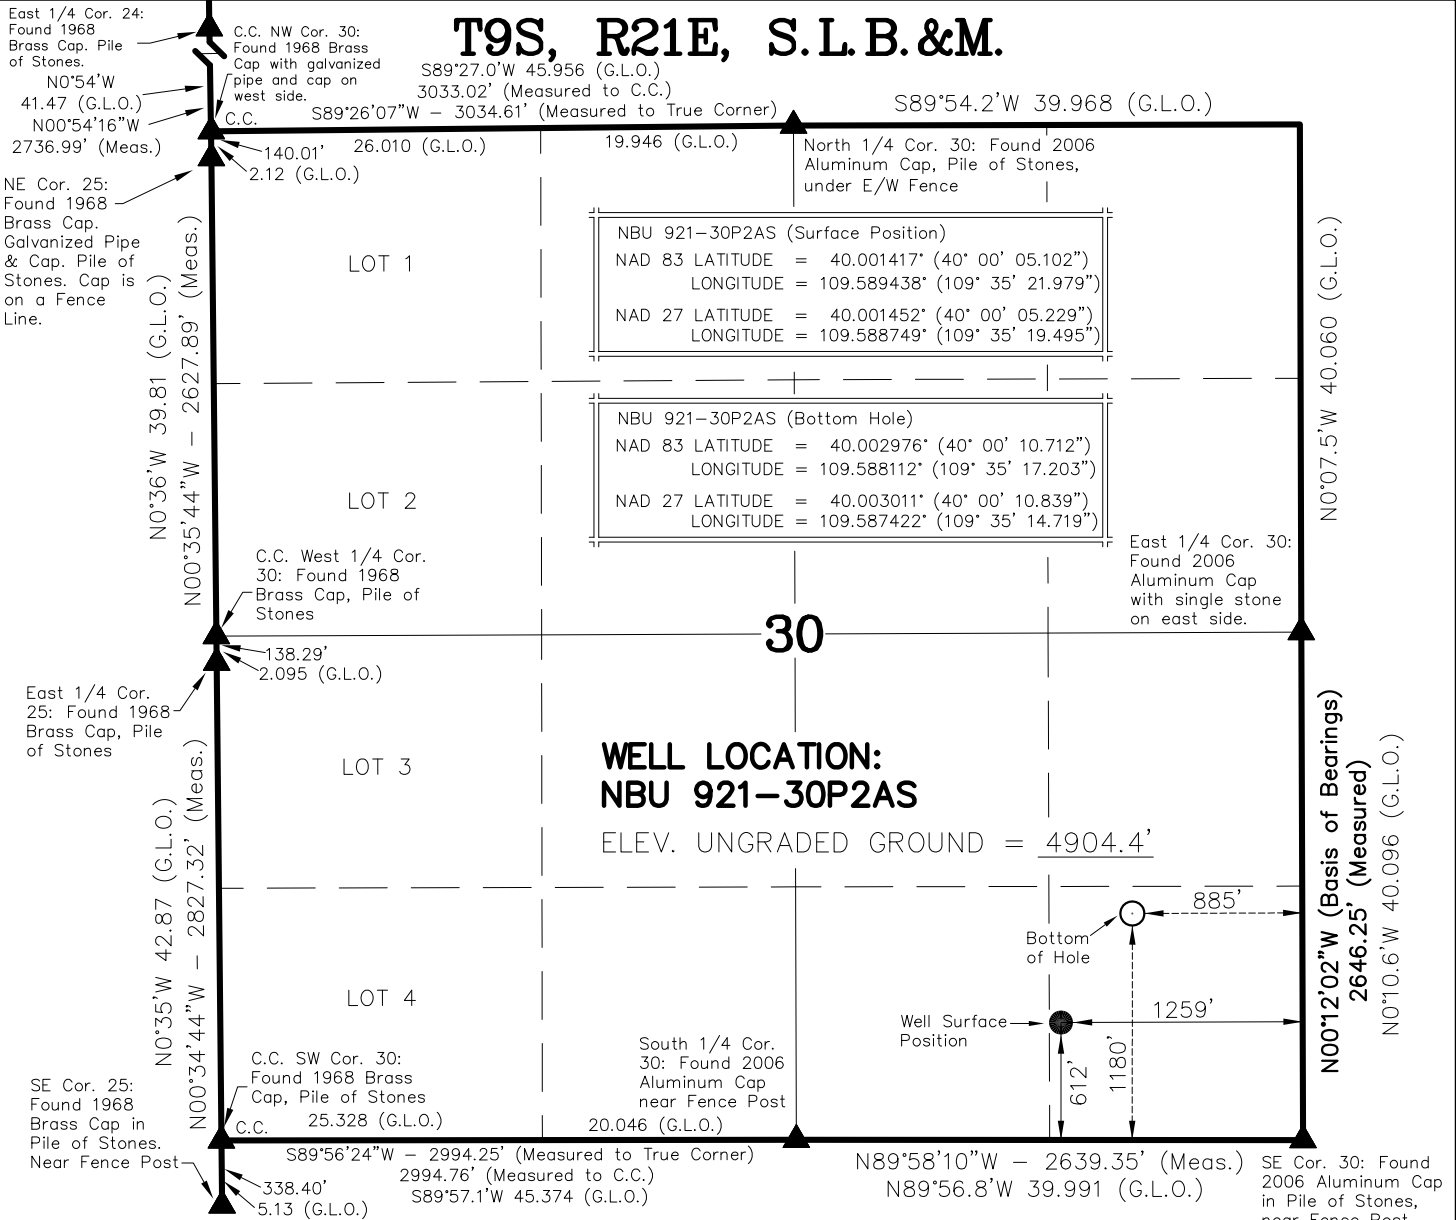 T9S, R21E, S.L.B.&M.
East 1/4 Cor. 24:
Found 1968
Brass Cap. Pile
of Stones.
N0°54'W
41.47 (G.L.O.)
N00°54'16"W
2736.99' (Meas.)
C.C. NW Cor. 30:
Found 1968 Brass
Cap with galvanized
pipe and cap on
west side.
C.C.
S89°27.0'W 45.956 (G.L.O.)
3033.02' (Measured to C.C.)
S89°26'07"W – 3034.61' (Measured to True Corner)
S89°54.2'W 39.968 (G.L.O.)
26.010 (G.L.O.)
19.946 (G.L.O.)
140.01'
2.12 (G.L.O.)
North 1/4 Cor. 30: Found 2006
Aluminum Cap, Pile of Stones,
under E/W Fence
NE Cor. 25:
Found 1968
Brass Cap.
Galvanized Pipe
& Cap. Pile of
Stones. Cap is
on a Fence
Line.
N0°36'W 39.81 (G.L.O.)
N00°35'44"W – 2627.89' (Meas.)
LOT 1
NBU 921–30P2AS (Surface Position)
NAD 83 LATITUDE = 40.001417° (40° 00' 05.102")
LONGITUDE = 109.589438° (109° 35' 21.979")
NAD 27 LATITUDE = 40.001452° (40° 00' 05.229")
LONGITUDE = 109.588749° (109° 35' 19.495")
N0°07.5'W 40.060 (G.L.O.)
NBU 921–30P2AS (Bottom Hole)
NAD 83 LATITUDE = 40.002976° (40° 00' 10.712")
LONGITUDE = 109.588112° (109° 35' 17.203")
NAD 27 LATITUDE = 40.003011° (40° 00' 10.839")
LONGITUDE = 109.587422° (109° 35' 14.719")
LOT 2
C.C. West 1/4 Cor.
30: Found 1968
Brass Cap, Pile of
Stones
East 1/4 Cor. 30:
Found 2006
Aluminum Cap
with single stone
on east side.
30
138.29'
2.095 (G.L.O.)
East 1/4 Cor.
25: Found 1968
Brass Cap, Pile
of Stones
N0°35'W 42.87 (G.L.O.)
N00°34'44"W – 2827.32' (Meas.)
LOT 3
WELL LOCATION:
NBU 921–30P2AS
ELEV. UNGRADED GROUND = 4904.4'
N00°12'02"W (Basis of Bearings)
2646.25' (Measured)
N0°10.6'W 40.096 (G.L.O.)
885'
Bottom
of Hole
LOT 4
Well Surface
Position
1259'
612'
1180'
South 1/4 Cor.
30: Found 2006
Aluminum Cap
near Fence Post
C.C. SW Cor. 30:
Found 1968 Brass
Cap, Pile of Stones
SE Cor. 25:
Found 1968
Brass Cap in
Pile of Stones.
Near Fence Post
C.C.
25.328 (G.L.O.)
20.046 (G.L.O.)
S89°56'24"W – 2994.25' (Measured to True Corner)
2994.76' (Measured to C.C.)
S89°57.1'W 45.374 (G.L.O.)
338.40'
5.13 (G.L.O.)
N89°58'10"W – 2639.35' (Meas.)
N89°56.8'W 39.991 (G.L.O.)
SE Cor. 30: Found
2006 Aluminum Cap
in Pile of Stones,
near Fence Post